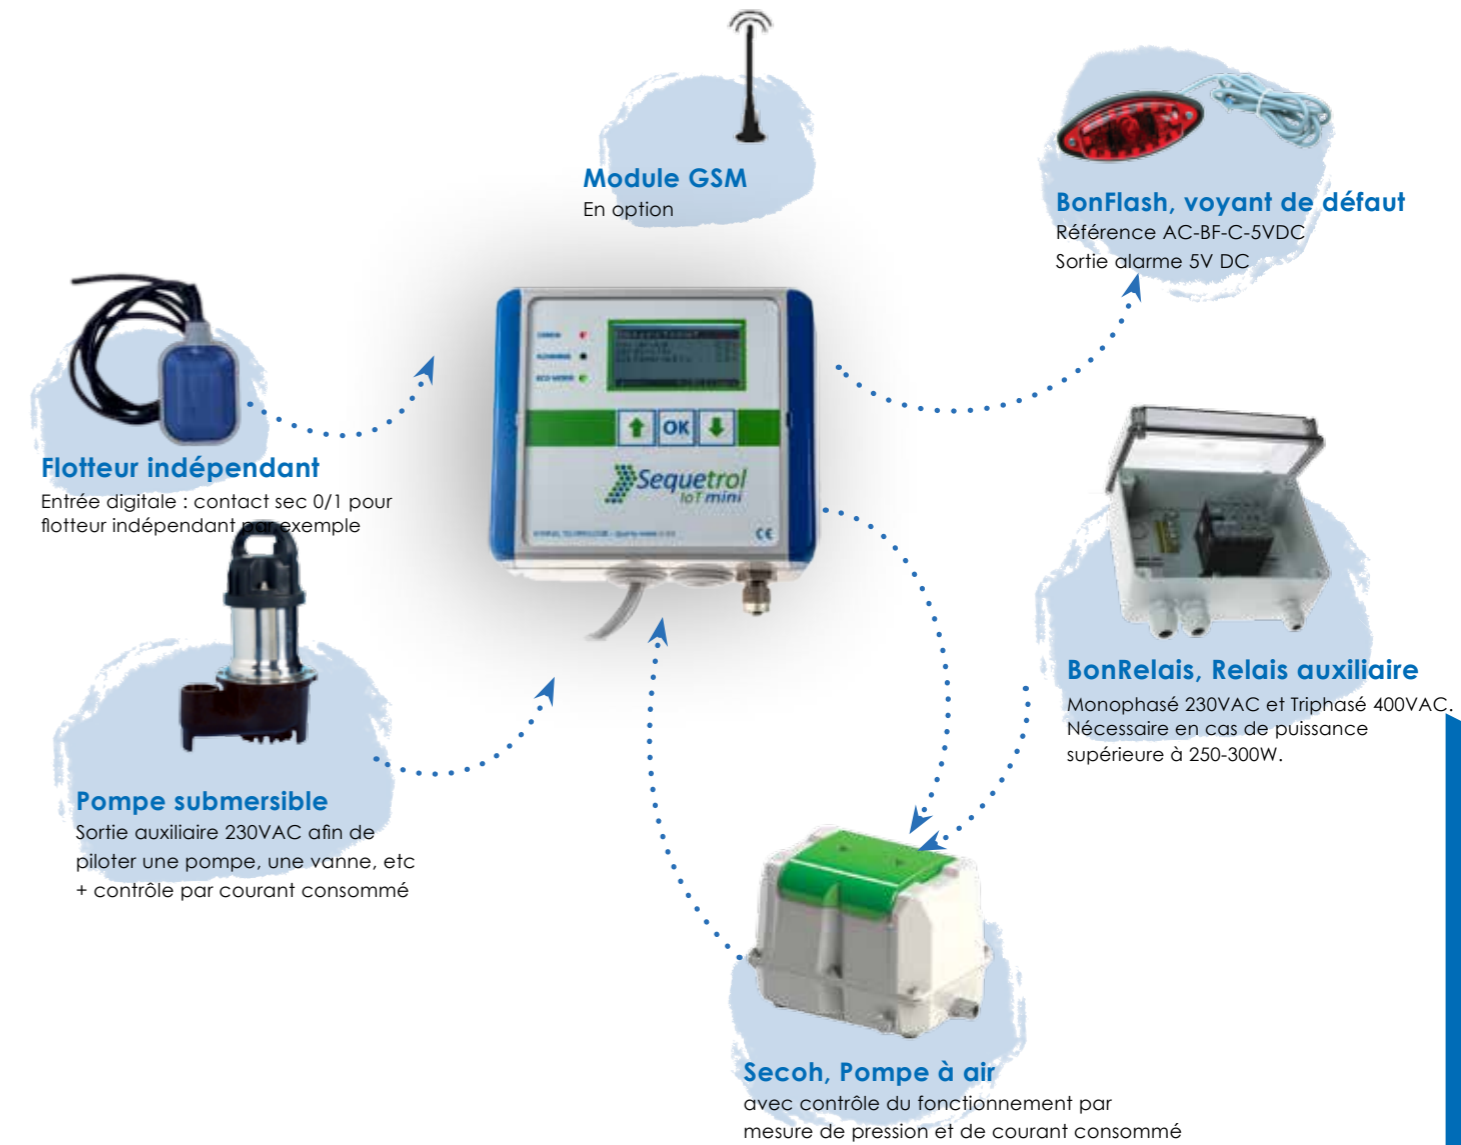 Module GSM
En option
BonFlash, voyant de défaut
Référence AC-BF-C-5VDC
Sortie alarme 5V DC
Flotteur indépendant
Entrée digitale : contact sec 0/1 pour
flotteur indépendant par exemple
ECO MODE
OK
Sequetrol
IoT mini
CE
BonRelais, Relais auxiliaire
Monophasé 230VAC et Triphasé 400VAC.
Nécessaire en cas de puissance
supérieure à 250-300W.
Pompe submersible
Sortie auxiliaire 230VAC afin de
piloter une pompe, une vanne, etc
+ contrôle par courant consommé
Secoh, Pompe à air
avec contrôle du fonctionnement par
mesure de pression et de courant consommé